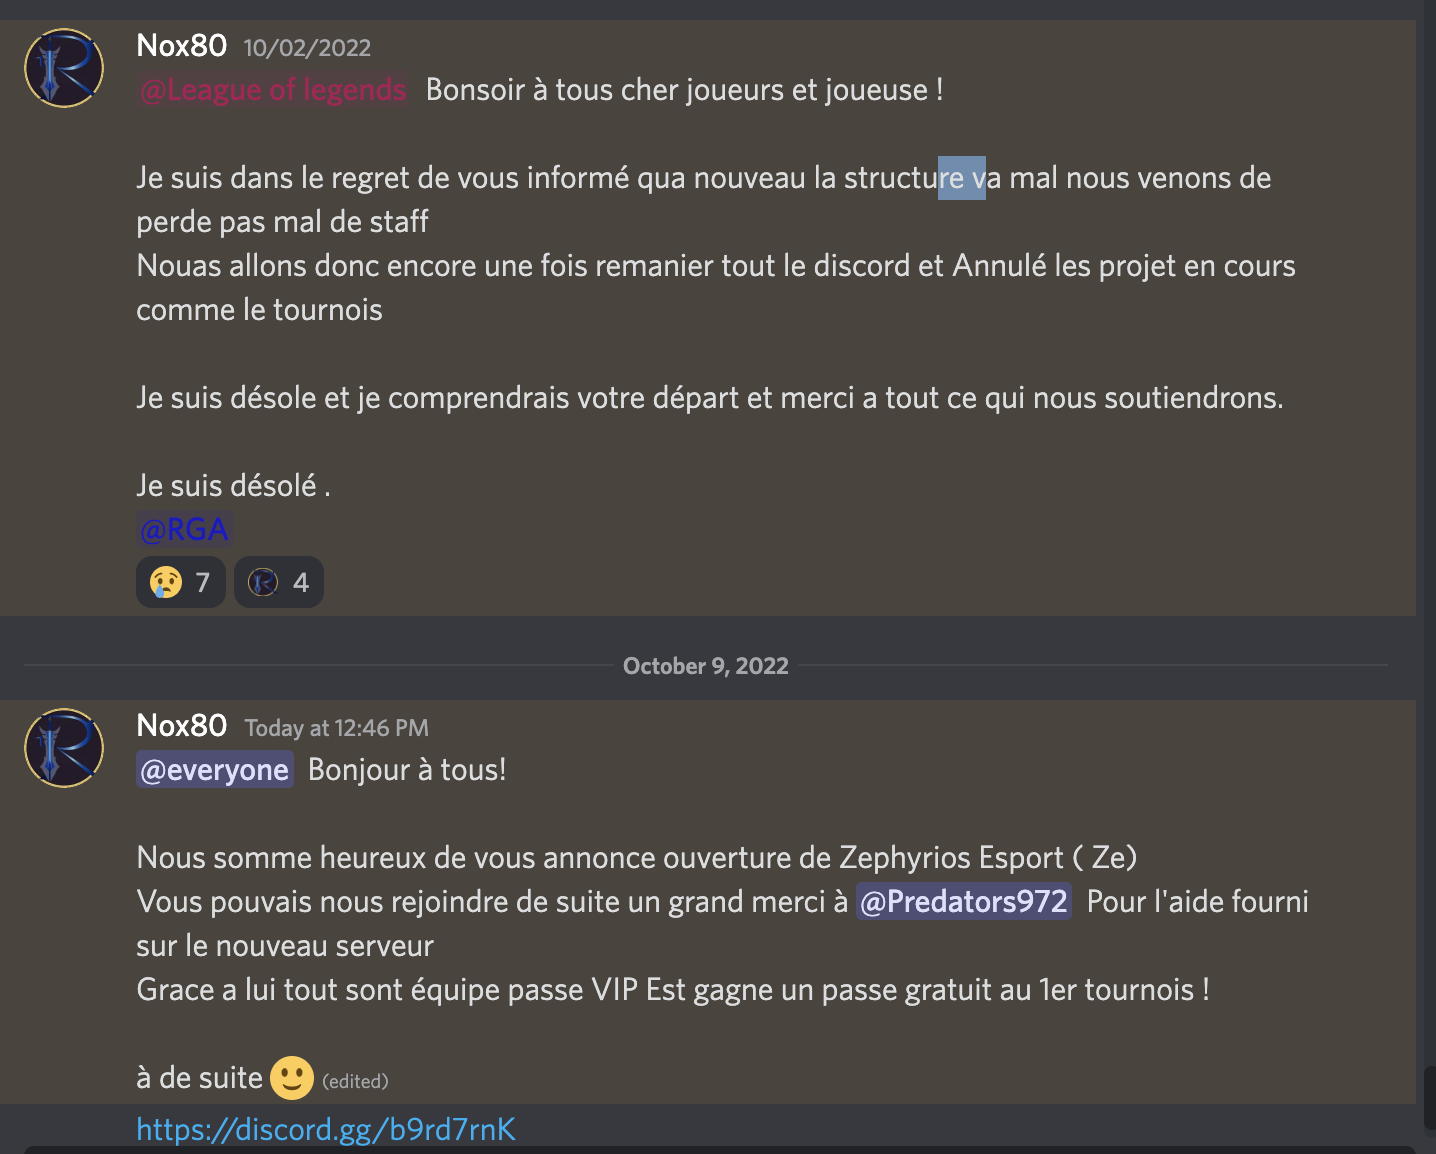 Nox80 10/02/2022
@League of legends Bonsoir à tous cher joueurs et joueuse !
Je suis dans le regret de vous informé qua nouveau la structure va mal nous venons de
perde pas mal de staff
Nouas allons donc encore une fois remanier tout le discord et Annulé les projet en cours
comme le tournois
Je suis désole et je comprendrais votre départ et merci a tout ce qui nous soutiendrons.
Je suis désolé .
@RGA
7 4
October 9, 2022
Nox80 Today at 12:46 PM
@everyone Bonjour à tous!
Nous somme heureux de vous annonce ouverture de Zephyrios Esport ( Ze)
Vous pouvais nous rejoindre de suite un grand merci à @Predators972 Pour l'aide fourni
sur le nouveau serveur
Grace a lui tout sont équipe passe VIP Est gagne un passe gratuit au 1er tournois !
à de suite 🙂 (edited)
https://discord.gg/b9rd7rnK